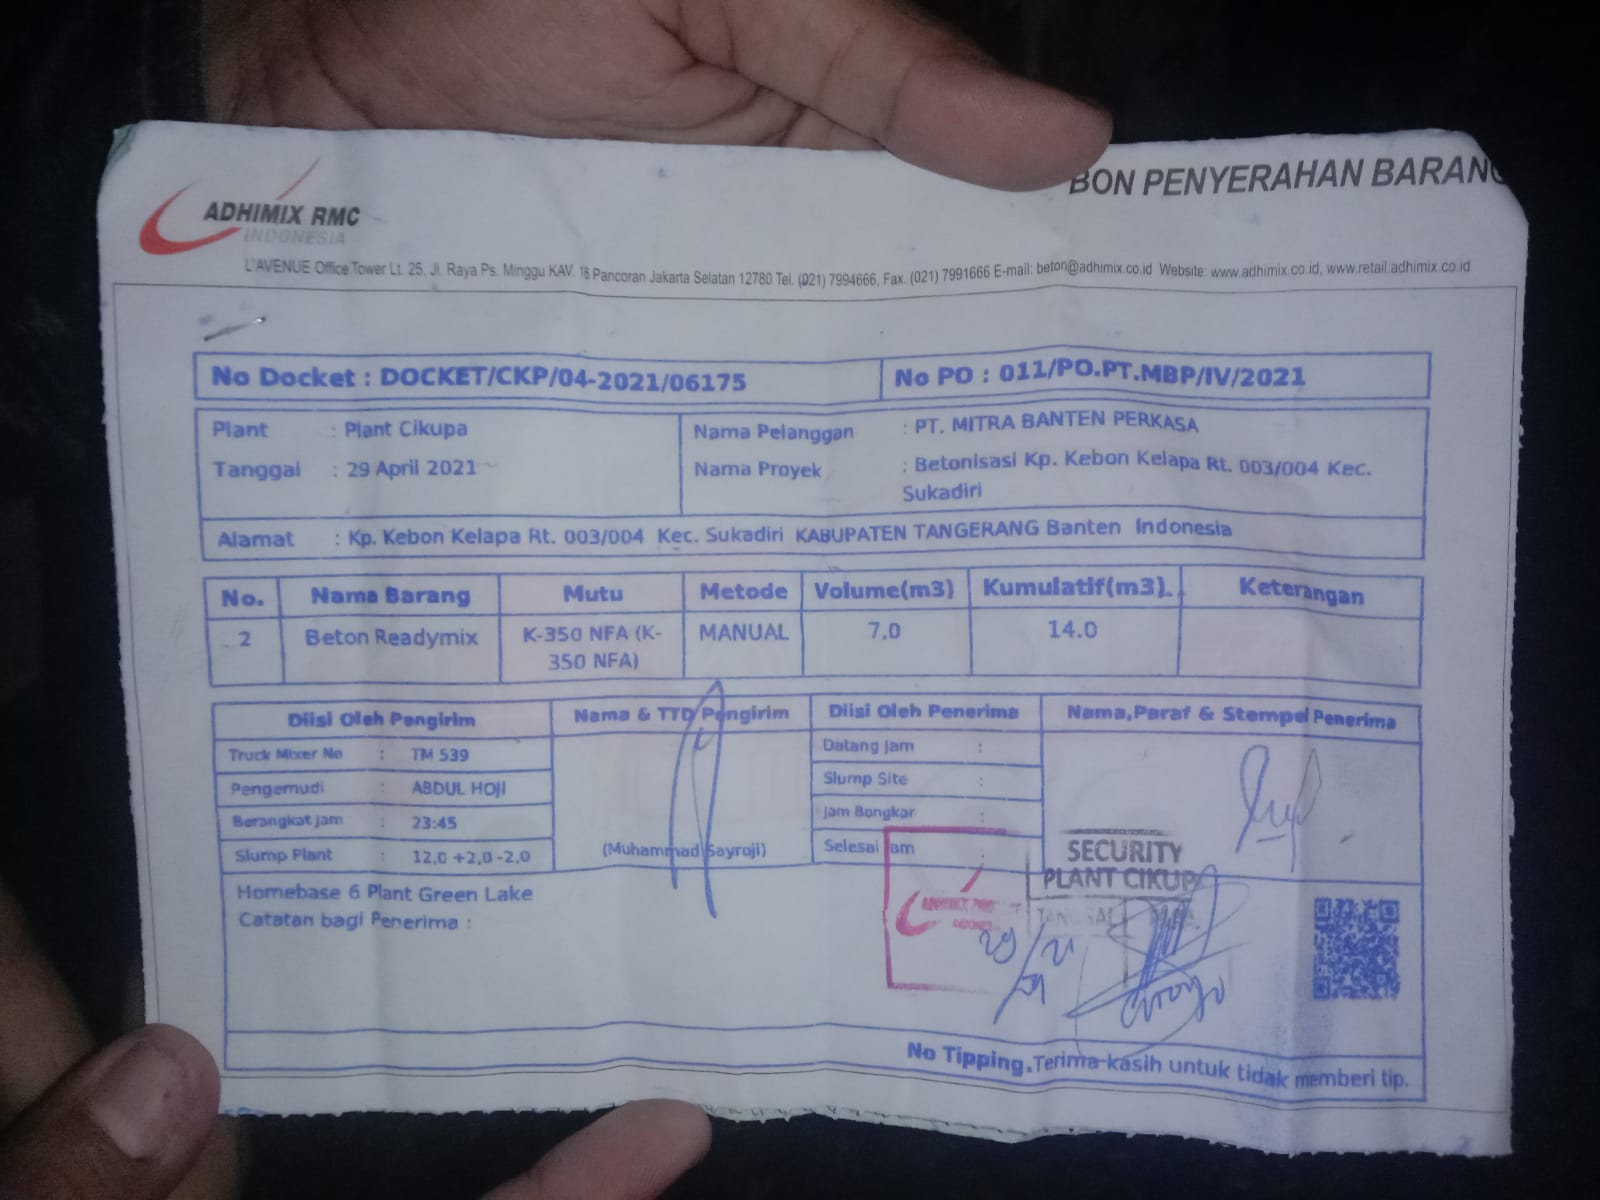 BON PENYERAHAN BARANG
ADHIMIX RMC
INDONESIA
L'AVENUE Office Tower Lt. 25, Jl. Raya Ps. Minggu KAV. 16 Pancoran Jakarta Selatan 12780 Tel. (021) 7994666, Fax. (021) 7991666 E-mail: beton@adhimix.co.id Website: www.adhimix.co.id, www.retail.adhimix.co.id
No Docket : DOCKET/CKP/04-2021/06175 No PO : 011/PO.PT.MBP/IV/2021
Plant : Plant Cikupa Nama Pelanggan : PT. MITRA BANTEN PERKASA
Tanggal : 29 April 2021 Nama Proyek : Betonisasi Kp. Kebon Kelapa Rt. 003/004 Kec.
Sukadiri
Alamat : Kp. Kebon Kelapa Rt. 003/004 Kec. Sukadiri KABUPATEN TANGERANG Banten Indonesia
No. Nama Barang Mutu Metode Volume(m3) Kumulatif(m3) Keterangan
2 Beton Readymix K-350 NFA (K- MANUAL 7.0 14.0
350 NFA)
Diisi Oleh Pengirim Nama & TTD Pengirim Diisi Oleh Penerima Nama,Paraf & Stempel Penerima
Truck Mixer No : TM 539 Datang Jam :
Pengemudi : ABDUL HOJI Slump Site :
Berangkat Jam : 23:45 Jam Bongkar :
Slump Plant : 12,0 +2,0 -2,0 (Muhammad Sayroji) Selesai Jam :
SECURITY
PLANT CIKUPA
Homebase 6 Plant Green Lake
Catatan bagi Penerima :
ADHIMIX RMC
TANGGAL
No Tipping,Terima kasih untuk tidak memberi tip.